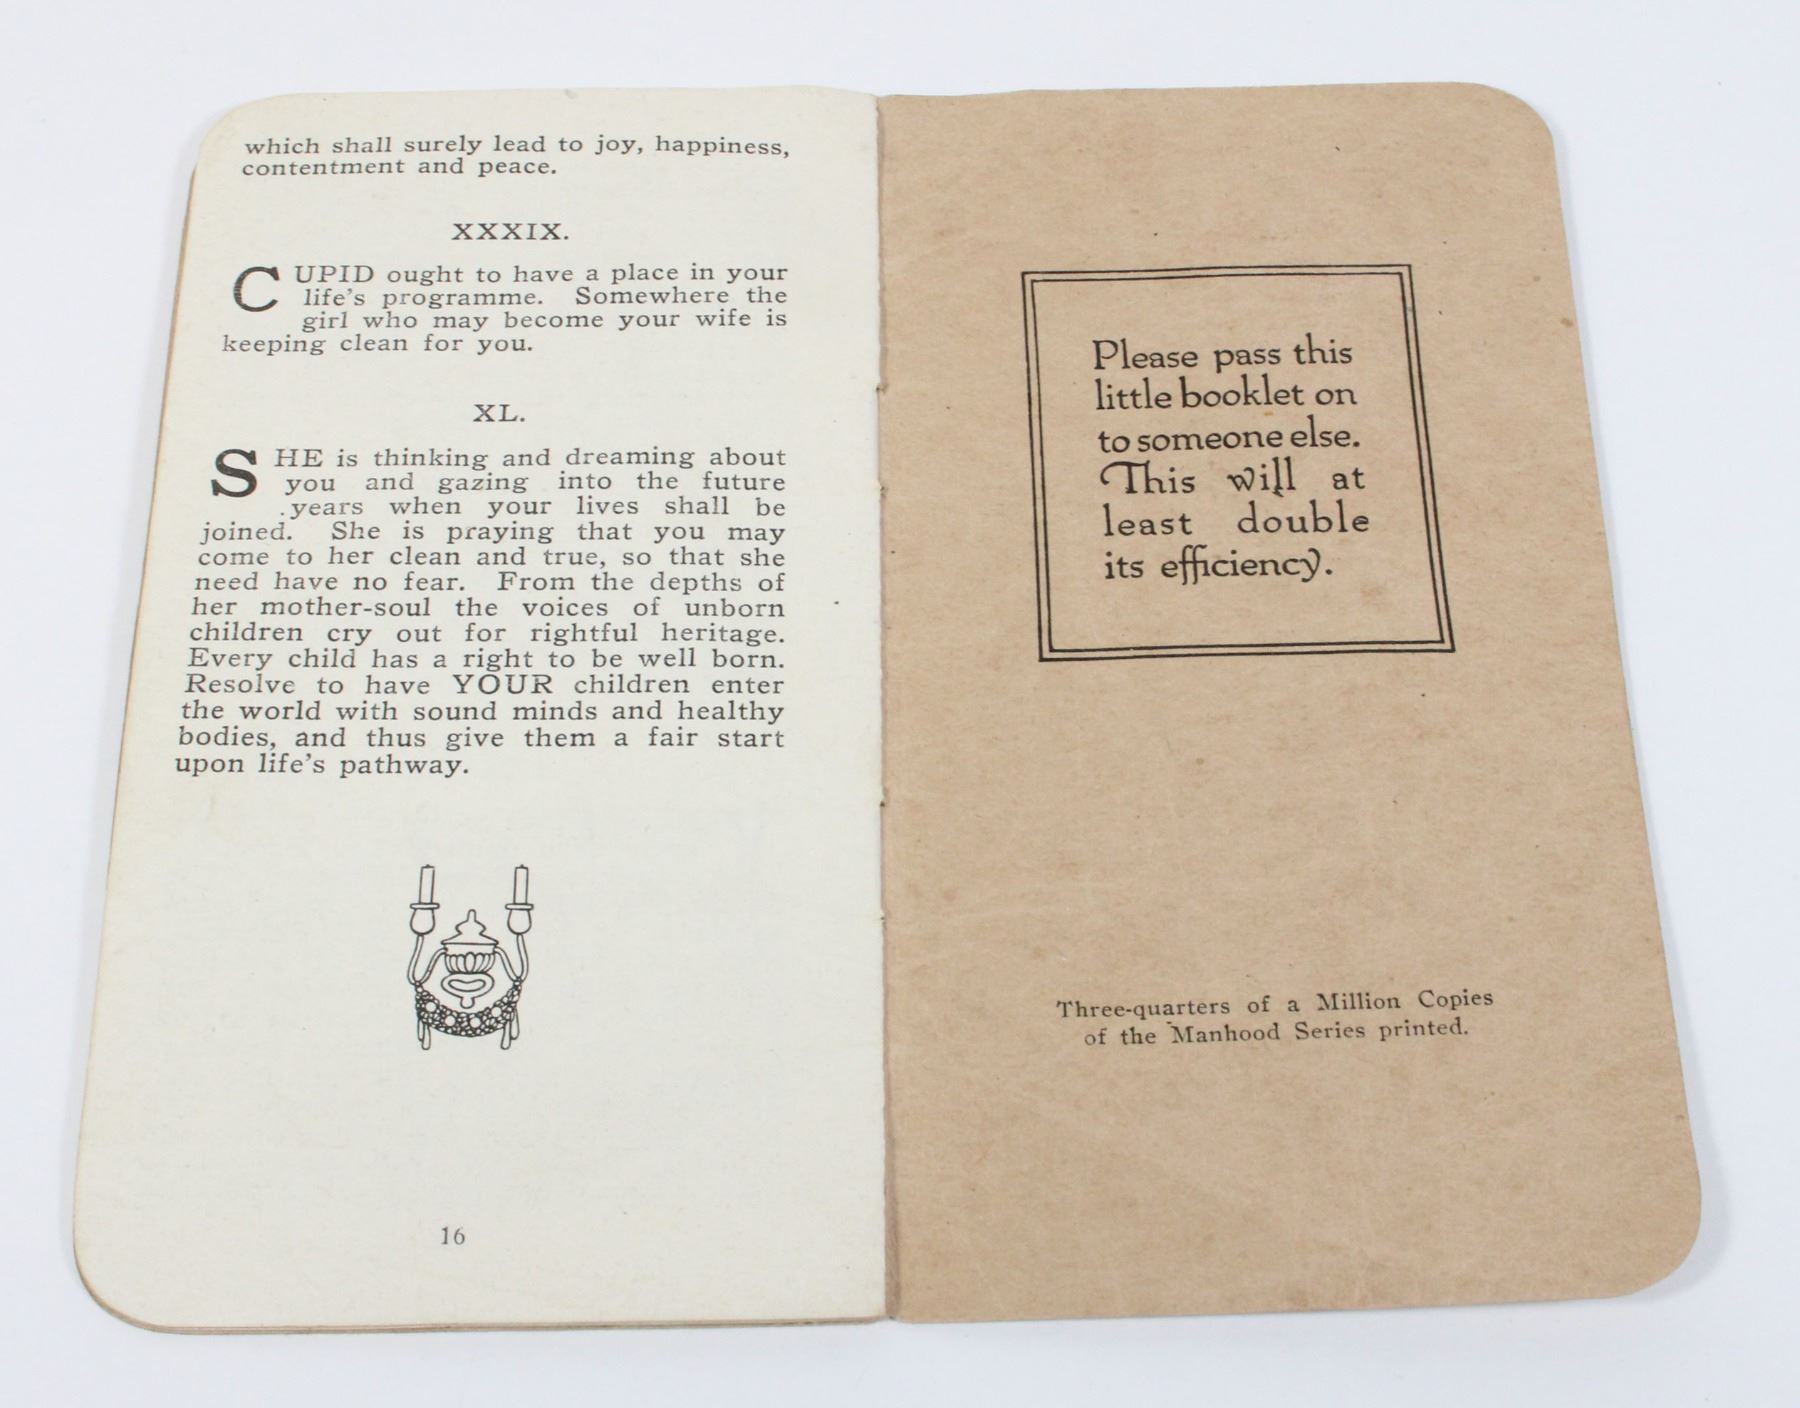 which shall surely lead to joy, happiness,
contentment and peace.
XXXIX.
CUPID ought to have a place in your
life's programme. Somewhere the
girl who may become your wife is
keeping clean for you.
XL.
SHE is thinking and dreaming about
you and gazing into the future
years when your lives shall be
joined. She is praying that you may
come to her clean and true, so that she
need have no fear. From the depths of
her mother-soul the voices of unborn
children cry out for rightful heritage.
Every child has a right to be well born.
Resolve to have YOUR children enter
the world with sound minds and healthy
bodies, and thus give them a fair start
upon life's pathway.
16
Please pass this
little booklet on
to someone else.
This will at
least double
its efficiency.
Three-quarters of a Million Copies
of the Manhood Series printed.